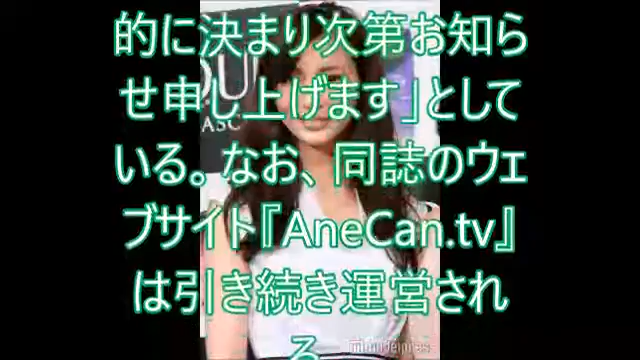 的に決まり次第お知ら
せ申し上げます」として
いる。なお、同誌のウェ
ブサイト『AneCan.tv』
は引き続き運営され
る